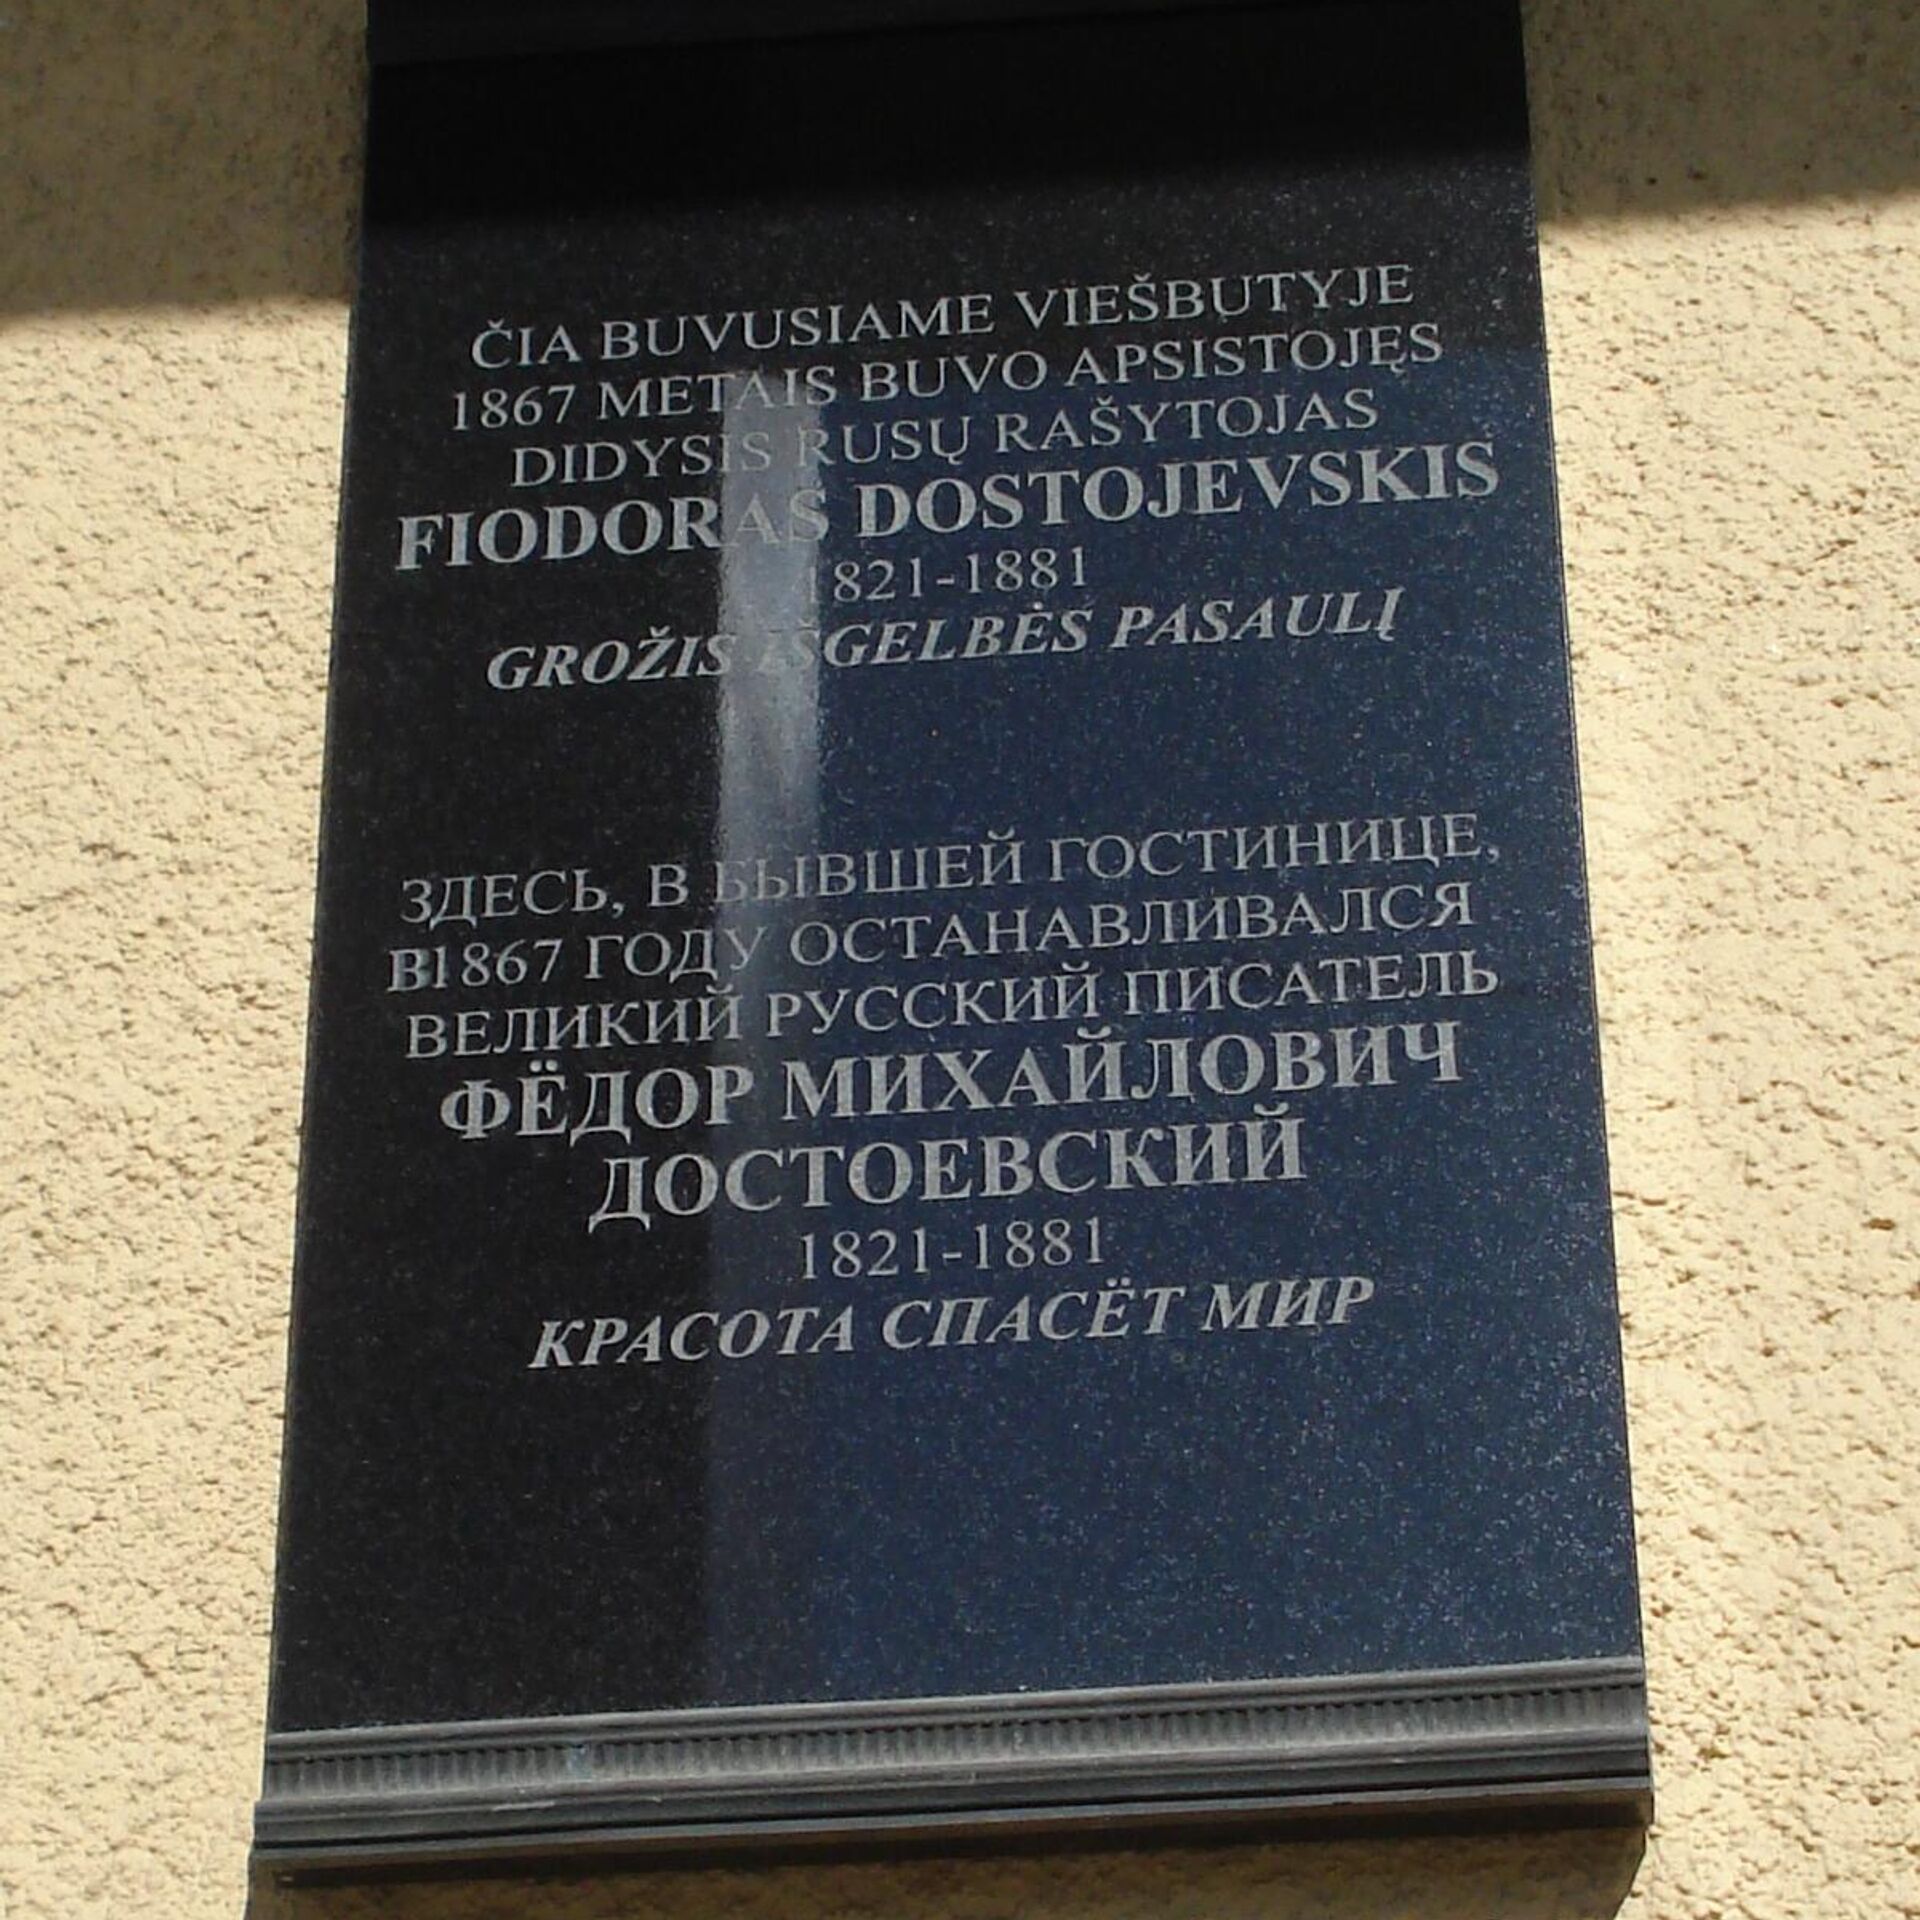 ČIA BUVUSIAME VIEŠBUTYJE
1867 METAIS BUVO APSISTOJĘS
DIDYSIS RUSŲ RAŠYTOJAS
FIODORAS DOSTOJEVSKIS
1821-1881
GROŽIS IŠGELBĖS PASAULĮ
ЗДЕСЬ, В БЫВШЕЙ ГОСТИНИЦЕ,
В1867 ГОДУ ОСТАНАВЛИВАЛСЯ
ВЕЛИКИЙ РУССКИЙ ПИСАТЕЛЬ
ФЁДОР МИХАЙЛОВИЧ
ДОСТОЕВСКИЙ
1821-1881
КРАСОТА СПАСЁТ МИР